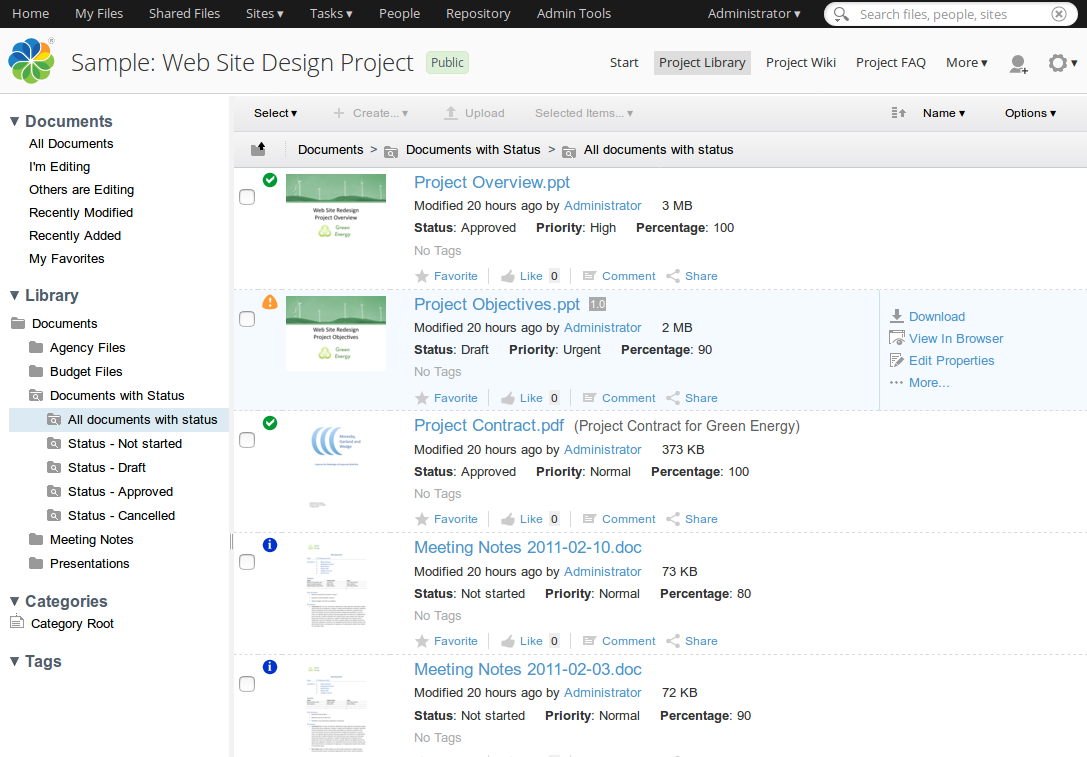 Home My Files Shared Files Sites ▾ Tasks ▾ People Repository Admin Tools Administrator ▾ Search files, people, sites
Sample: Web Site Design Project Public Start Project Library Project Wiki Project FAQ More ▾
Select ▾ Create... ▾ Upload Selected Items... ▾ Name ▾ Options ▾
Documents > Documents with Status > All documents with status
▼ Documents
All Documents
I'm Editing
Others are Editing
Recently Modified
Recently Added
My Favorites
▼ Library
Documents
Agency Files
Budget Files
Documents with Status
All documents with status
Status - Not started
Status - Draft
Status - Approved
Status - Cancelled
Meeting Notes
Presentations
▼ Categories
Category Root
▼ Tags
Web Site Redesign
Project Overview
Green
Energy
Project Overview.ppt
Modified 20 hours ago by Administrator 3 MB
Status: Approved Priority: High Percentage: 100
No Tags
Favorite Like 0 Comment Share
Web Site Redesign
Project Objectives
Green
Energy
Project Objectives.ppt 1.0
Modified 20 hours ago by Administrator 2 MB
Status: Draft Priority: Urgent Percentage: 90
No Tags
Favorite Like 0 Comment Share
Download
View In Browser
Edit Properties
More...
Project Contract.pdf (Project Contract for Green Energy)
Modified 20 hours ago by Administrator 373 KB
Status: Approved Priority: Normal Percentage: 100
No Tags
Favorite Like 0 Comment Share
Meeting Notes 2011-02-10.doc
Modified 20 hours ago by Administrator 73 KB
Status: Not started Priority: Normal Percentage: 80
No Tags
Favorite Like 0 Comment Share
Meeting Notes 2011-02-03.doc
Modified 20 hours ago by Administrator 72 KB
Status: Not started Priority: Normal Percentage: 90
No Tags